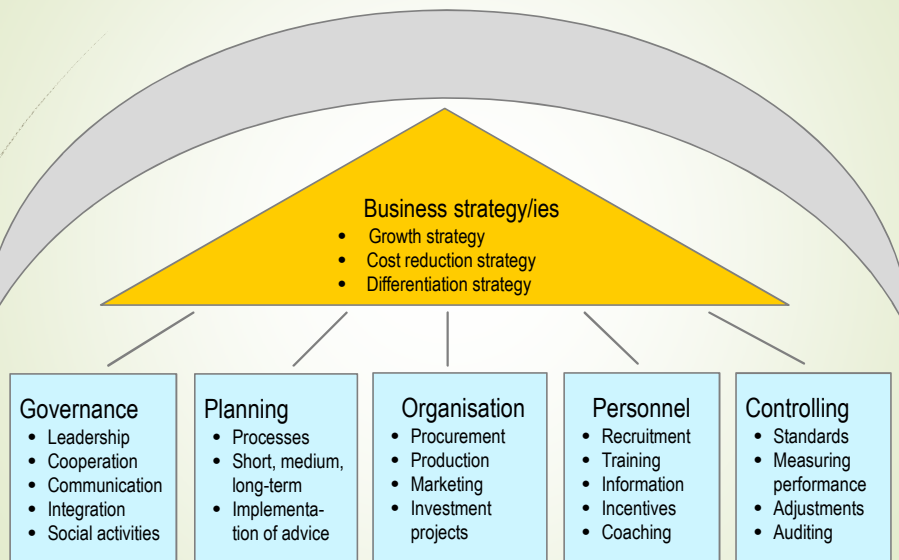 Business strategy/ies
• Growth strategy
• Cost reduction strategy
• Differentiation strategy
Governance
• Leadership
• Cooperation
• Communication
• Integration
• Social activities
Planning
• Processes
• Short, medium,
long-term
• Implementa-
tion of advice
Organisation
• Procurement
• Production
• Marketing
• Investment
projects
Personnel
• Recruitment
• Training
• Information
• Incentives
• Coaching
Controlling
• Standards
• Measuring
performance
• Adjustments
• Auditing